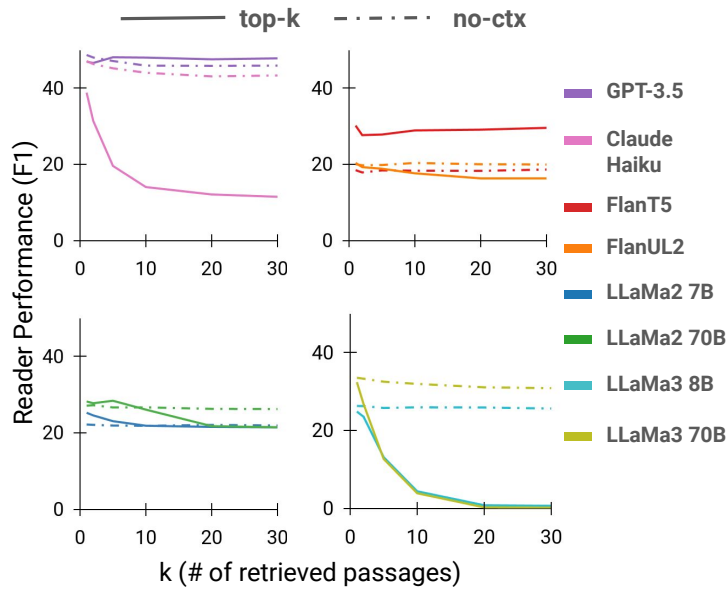 top-k no-ctx
Reader Performance (F1)
40
20
0
0 10 20 30
40
20
0
0 10 20 30
40
20
0
0 10 20 30
40
20
0
0 10 20 30
k (# of retrieved passages)
GPT-3.5
Claude
Haiku
FlanT5
FlanUL2
LLaMa2 7B
LLaMa2 70B
LLaMa3 8B
LLaMa3 70B